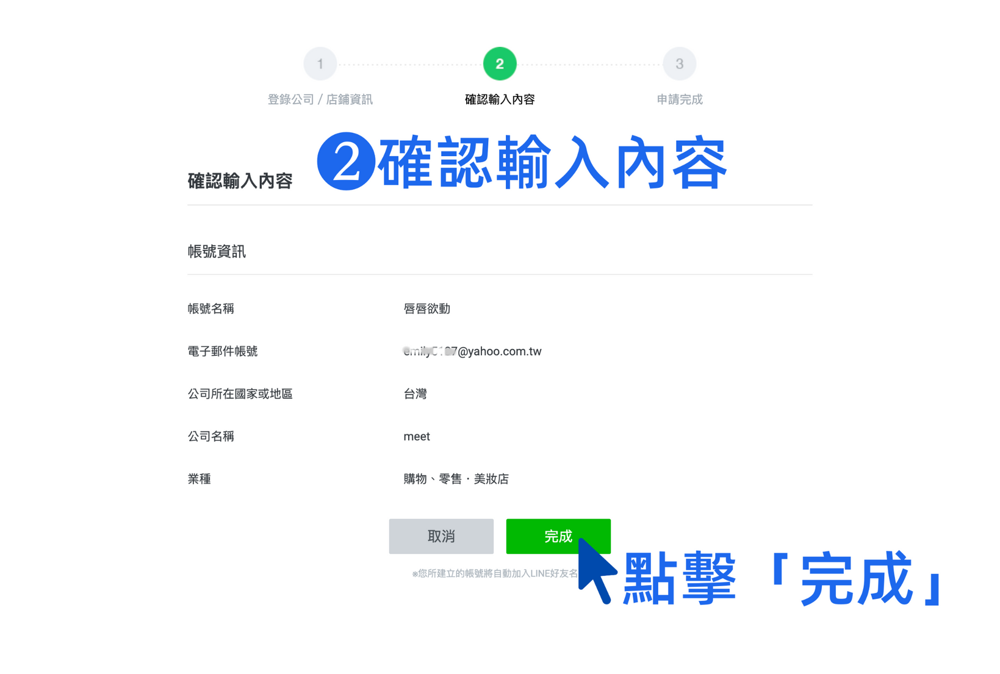 1
2
3
登錄公司 / 店鋪資訊
確認輸入內容
申請完成
❷確認輸入內容
確認輸入內容
帳號資訊
帳號名稱
唇唇欲動
電子郵件帳號
@yahoo.com.tw
公司所在國家或地區
台灣
公司名稱
meet
業種
購物、零售・美妝店
取消
完成
※您所建立的帳號將自動加入LINE好友名
點擊「完成」